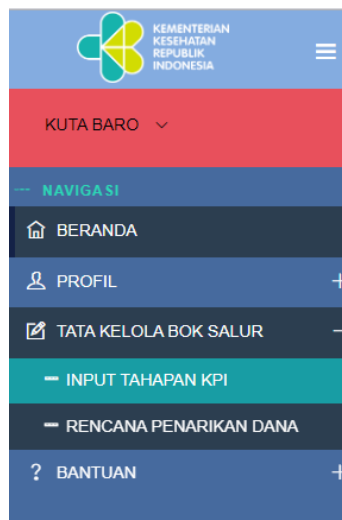 KEMENTERIAN
KESEHATAN
REPUBLIK
INDONESIA
KUTA BARO
--- NAVIGASI
BERANDA
PROFIL +
TATA KELOLA BOK SALUR −
INPUT TAHAPAN KPI
RENCANA PENARIKAN DANA
? BANTUAN +